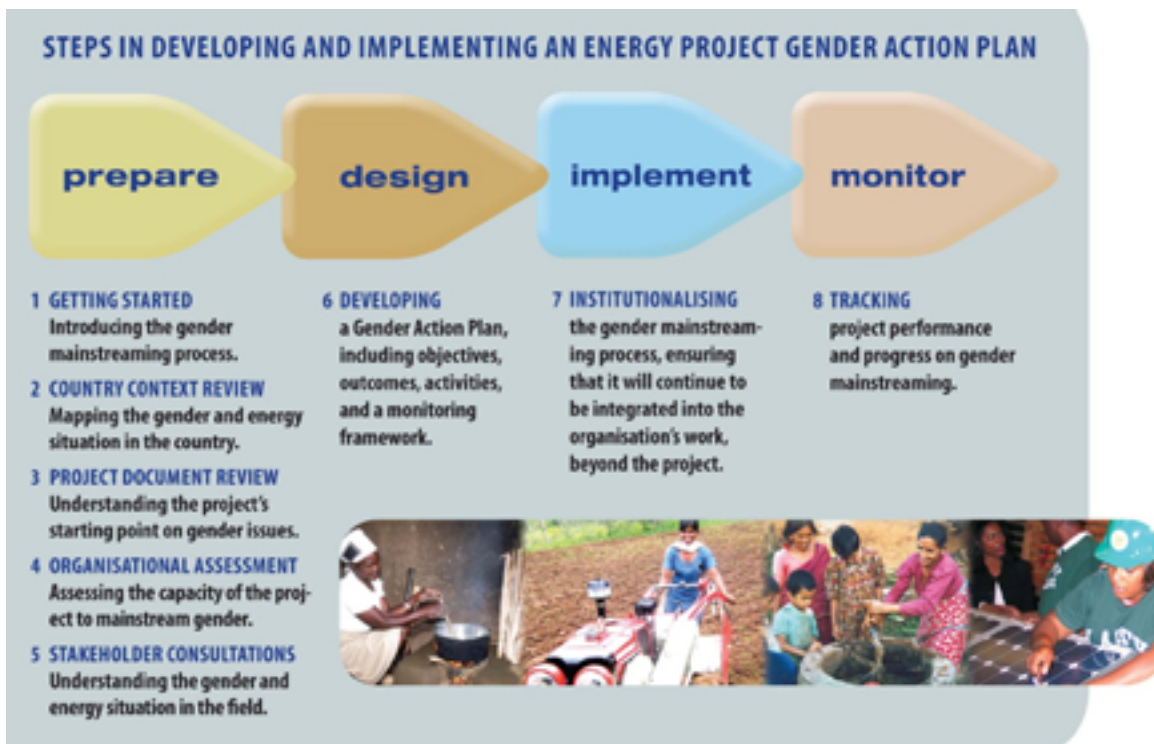 STEPS IN DEVELOPING AND IMPLEMENTING AN ENERGY PROJECT GENDER ACTION PLAN
prepare
design
implement
monitor
1 GETTING STARTED
Introducing the gender
mainstreaming process.
2 COUNTRY CONTEXT REVIEW
Mapping the gender and energy
situation in the country.
3 PROJECT DOCUMENT REVIEW
Understanding the project's
starting point on gender issues.
4 ORGANISATIONAL ASSESSMENT
Assessing the capacity of the proj-
ect to mainstream gender.
5 STAKEHOLDER CONSULTATIONS
Understanding the gender and
energy situation in the field.
6 DEVELOPING
a Gender Action Plan,
including objectives,
outcomes, activities,
and a monitoring
framework.
7 INSTITUTIONALISING
the gender mainstream-
ing process, ensuring
that it will continue to
be integrated into the
organisation's work,
beyond the project.
8 TRACKING
project performance
and progress on gender
mainstreaming.